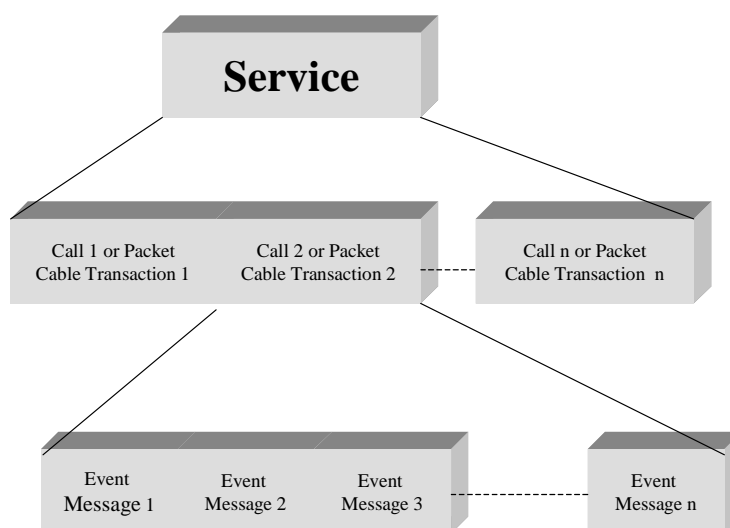 Service
Call 1 or Packet
Cable Transaction 1
Call 2 or Packet
Cable Transaction 2
Call n or Packet
Cable Transaction n
Event
Message 1
Event
Message 2
Event
Message 3
Event
Message n